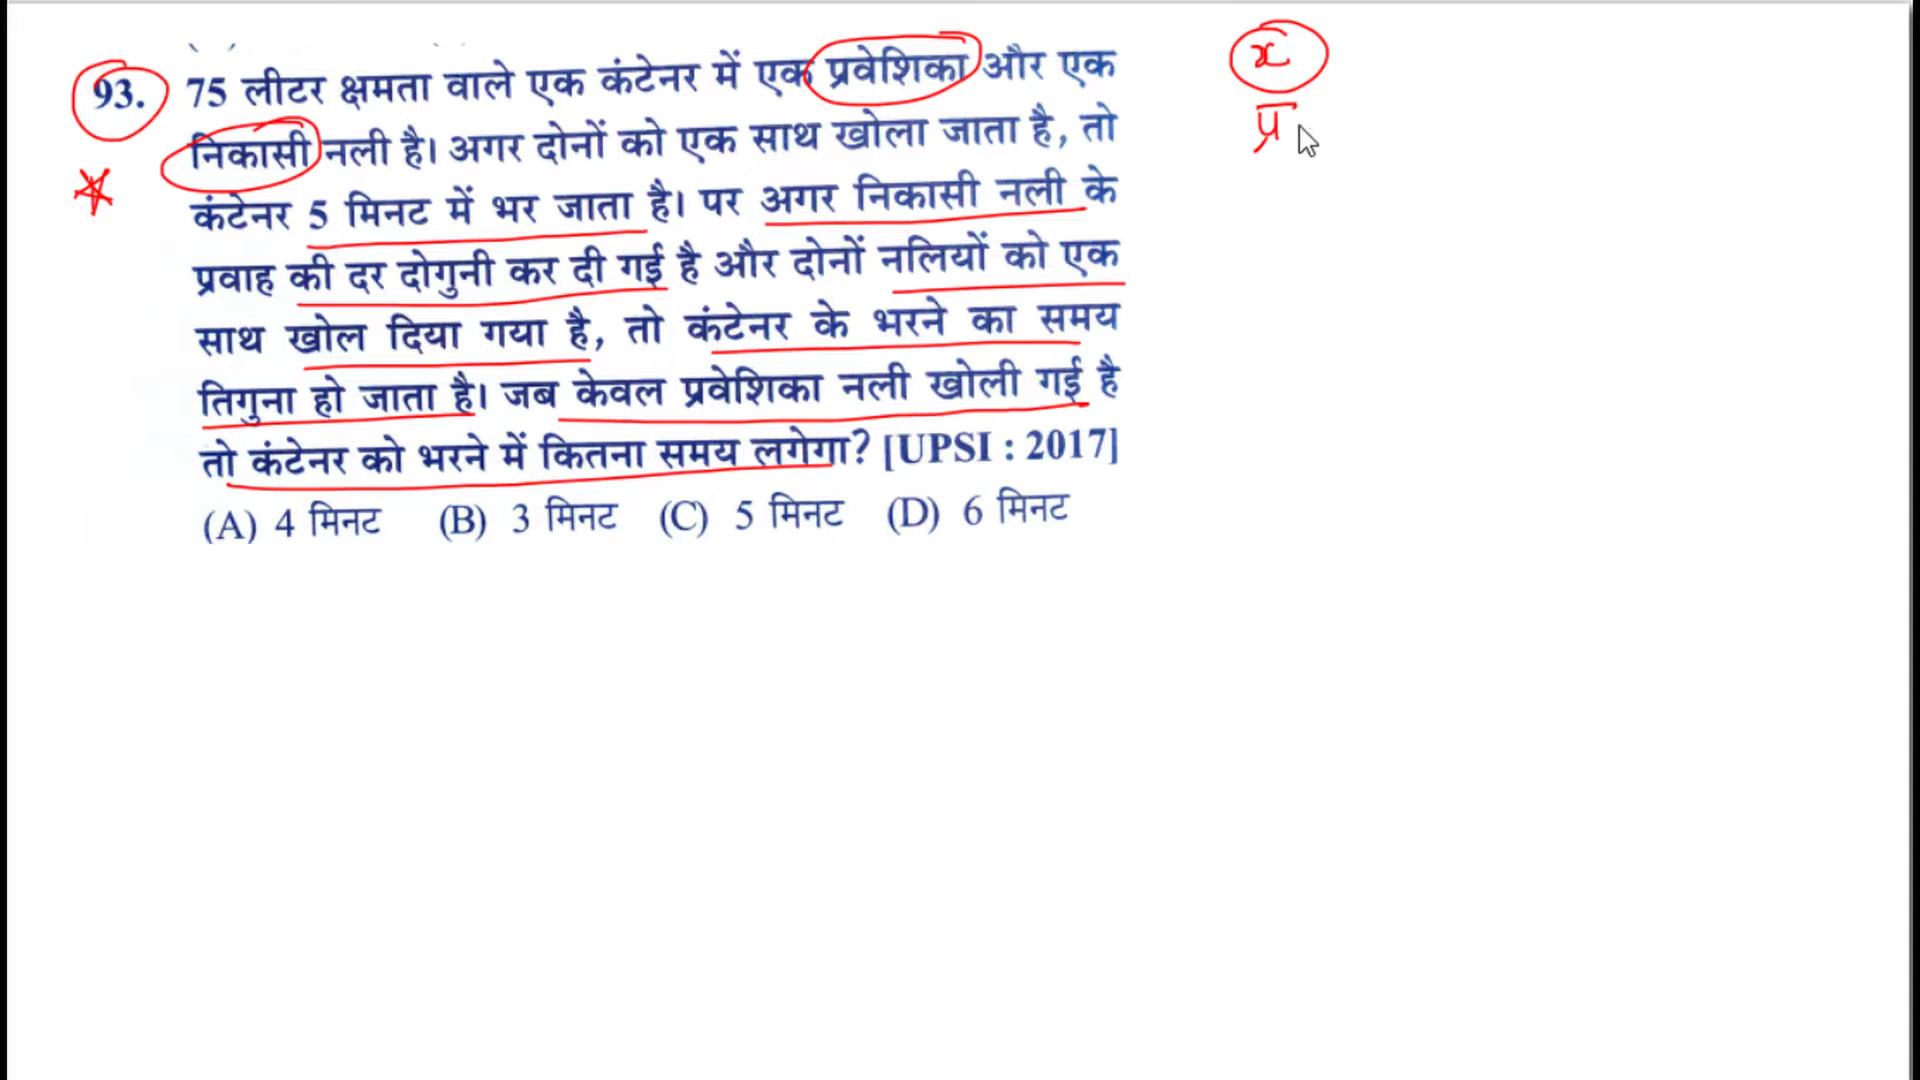 93. 75 लीटर क्षमता वाले एक कंटेनर में एक प्रवेशिका और एक
निकासी नली है। अगर दोनों को एक साथ खोला जाता है, तो
कंटेनर 5 मिनट में भर जाता है। पर अगर निकासी नली के
प्रवाह की दर दोगुनी कर दी गई है और दोनों नलियों को एक
साथ खोल दिया गया है, तो कंटेनर के भरने का समय
तिगुना हो जाता है। जब केवल प्रवेशिका नली खोली गई है
तो कंटेनर को भरने में कितना समय लगेगा? [UPSI : 2017]
(A) 4 मिनट (B) 3 मिनट (C) 5 मिनट (D) 6 मिनट
x
प्र